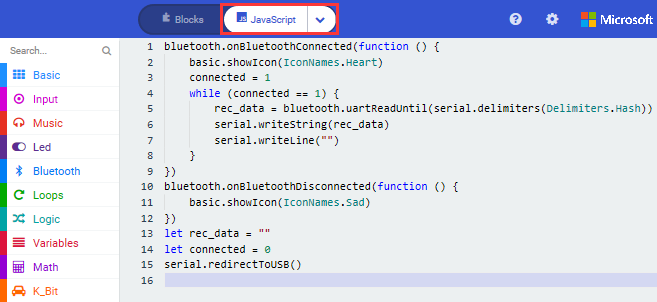 Blocks
JS JavaScript
Microsoft
Search...
Basic
Input
Music
Led
Bluetooth
Loops
Logic
Variables
Math
K_Bit
1 bluetooth.onBluetoothConnected(function () {
2     basic.showIcon(IconNames.Heart)
3     connected = 1
4     while (connected == 1) {
5         rec_data = bluetooth.uartReadUntil(serial.delimiters(Delimiters.Hash))
6         serial.writeString(rec_data)
7         serial.writeLine("")
8     }
9 })
10 bluetooth.onBluetoothDisconnected(function () {
11     basic.showIcon(IconNames.Sad)
12 })
13 let rec_data = ""
14 let connected = 0
15 serial.redirectToUSB()
16